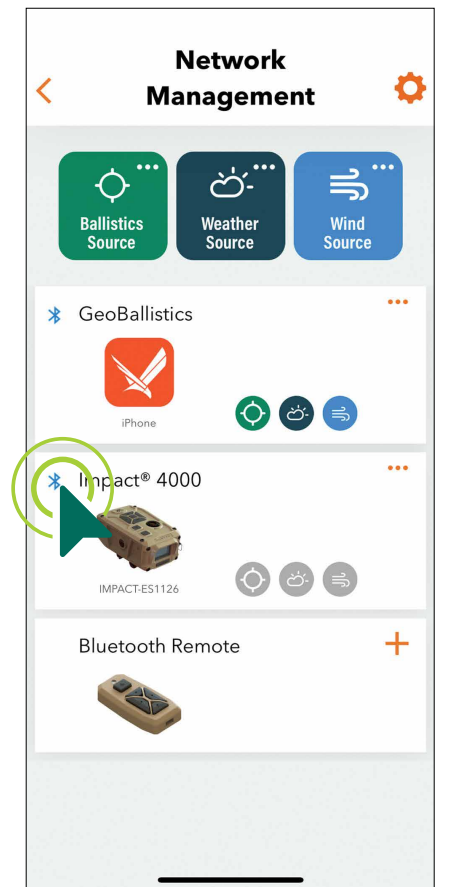 Network
Management
Ballistics
Source
Weather
Source
Wind
Source
GeoBallistics
iPhone
Impact® 4000
IMPACT-ES1126
Bluetooth Remote